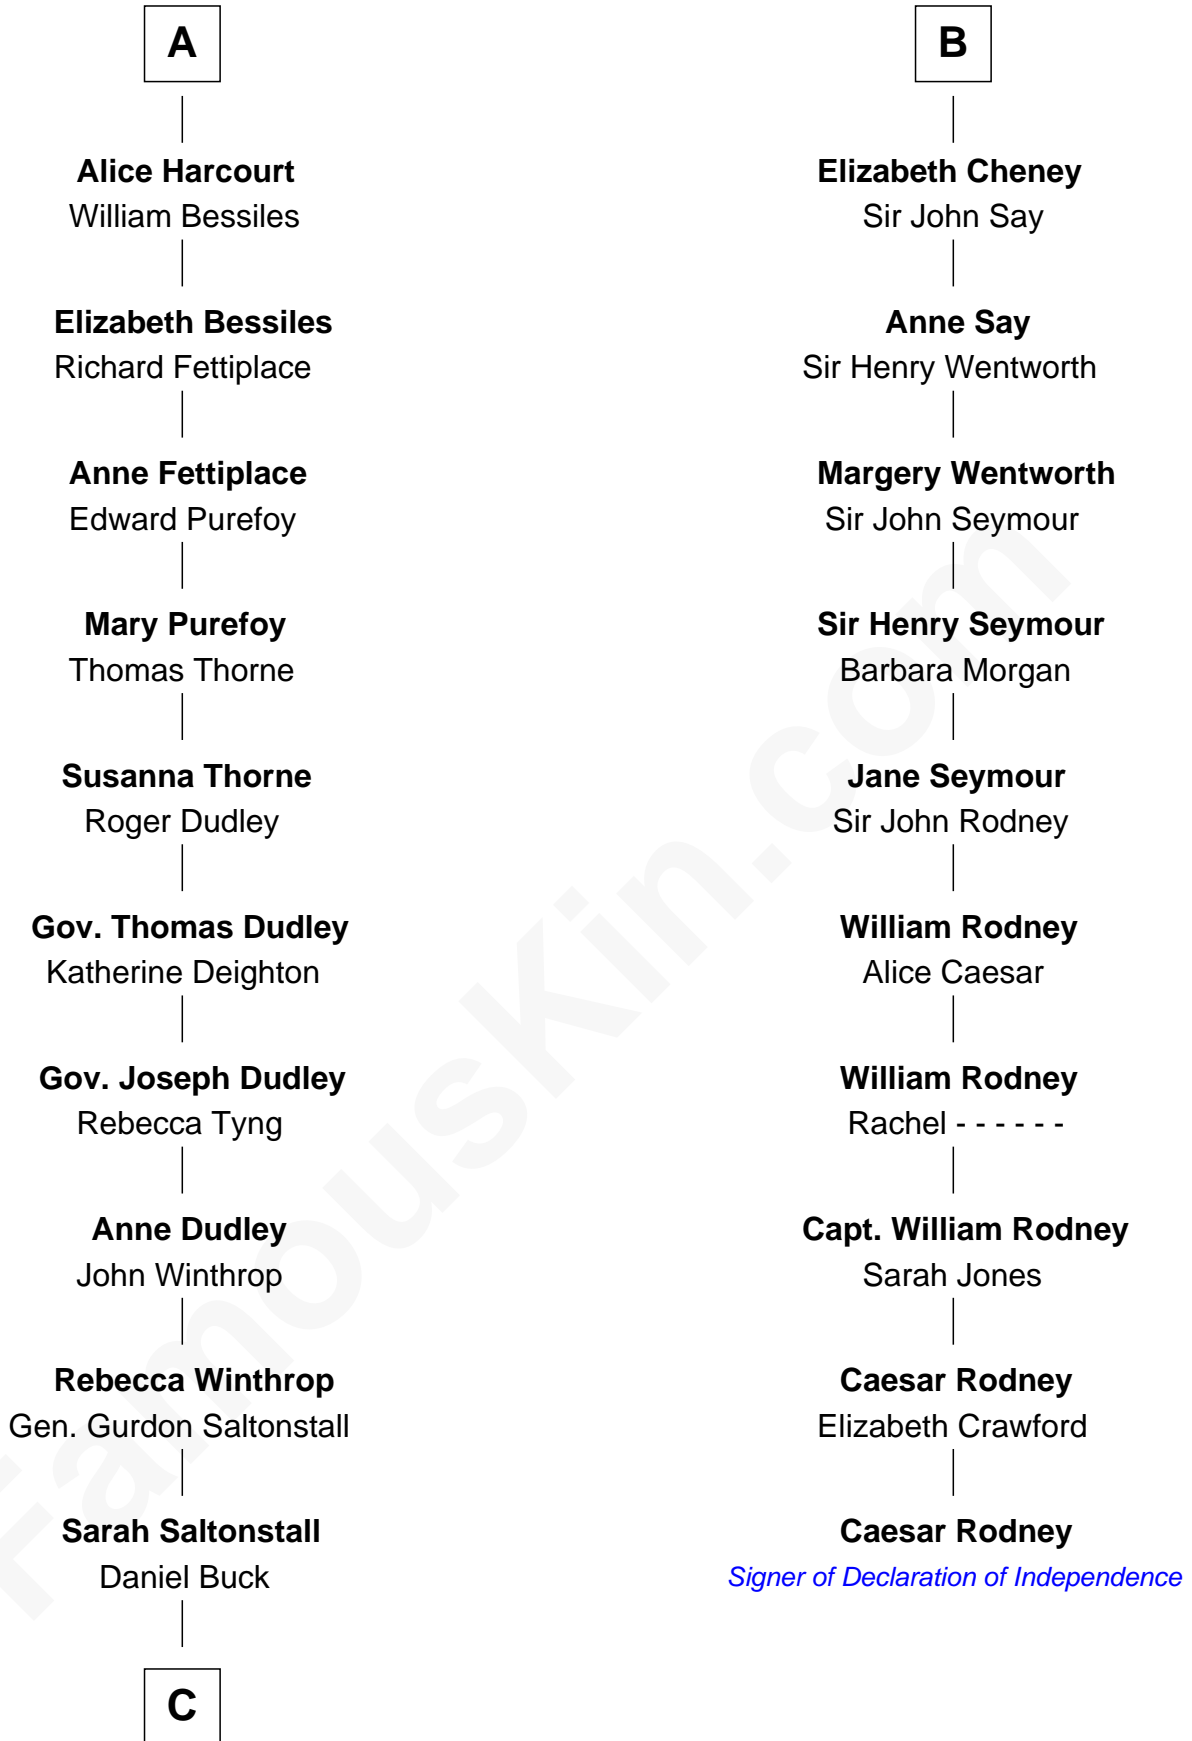 A
Alice Harcourt
William Bessiles
Elizabeth Bessiles
Richard Fettiplace
Anne Fettiplace
Edward Purefoy
Mary Purefoy
Thomas Thorne
Susanna Thorne
Roger Dudley
Gov. Thomas Dudley
Katherine Deighton
Gov. Joseph Dudley
Rebecca Tyng
Anne Dudley
John Winthrop
Rebecca Winthrop
Gen. Gurdon Saltonstall
Sarah Saltonstall
Daniel Buck
C
B
Elizabeth Cheney
Sir John Say
Anne Say
Sir Henry Wentworth
Margery Wentworth
Sir John Seymour
Sir Henry Seymour
Barbara Morgan
Jane Seymour
Sir John Rodney
William Rodney
Alice Caesar
William Rodney
Rachel - - - - - -
Capt. William Rodney
Sarah Jones
Caesar Rodney
Elizabeth Crawford
Caesar Rodney
Signer of Declaration of Independence
FamousKin.com